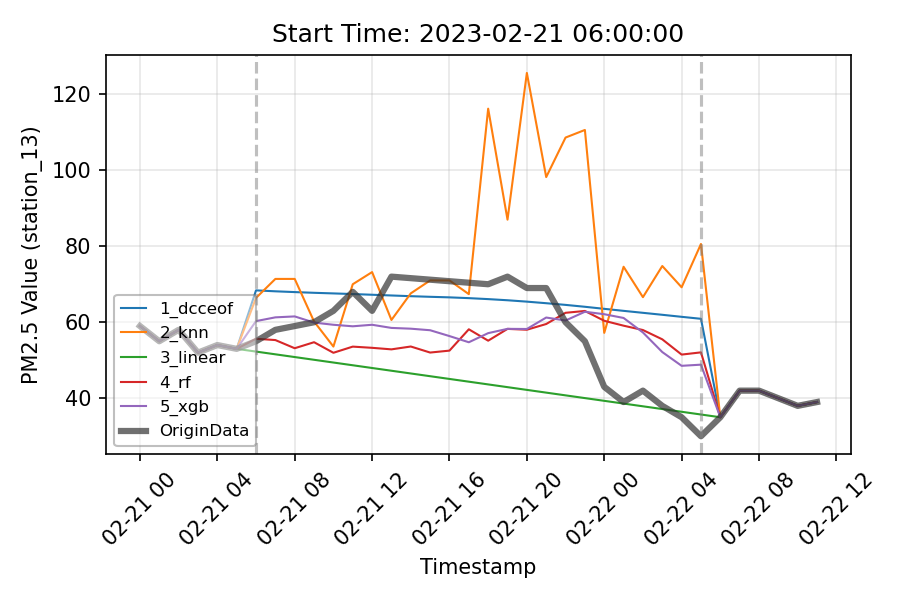 Start Time: 2023-02-21 06:00:00
PM2.5 Value (station_13)
120
100
80
60
40
1_dcceof
2_knn
3_linear
4_rf
5_xgb
OriginData
02-21 00
02-21 04
02-21 08
02-21 12
02-21 16
02-21 20
02-22 00
02-22 04
02-22 08
02-22 12
Timestamp